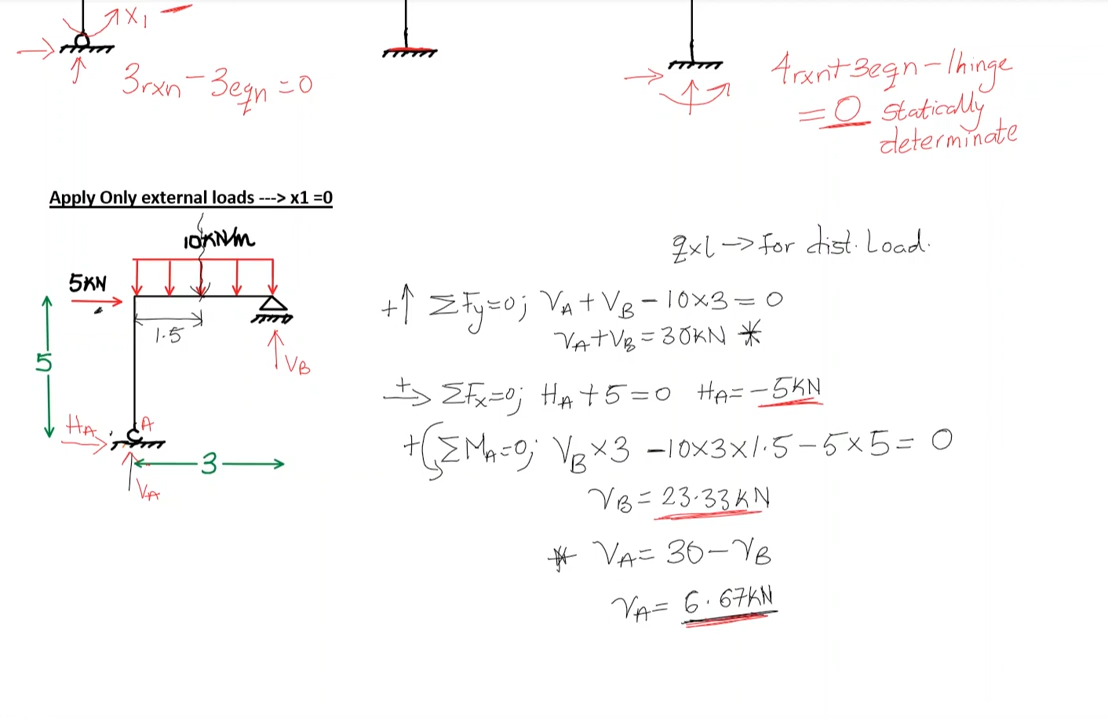 X1
3rxn - 3eqn = 0
4rxn + 3eqn - 1hinge
= 0 statically
determinate
Apply Only external loads ---> x1 =0
10KN/m
qxl → for dist. Load.
5KN
+↑ ΣFy=0; VA + VB - 10×3 = 0
1.5
VA+VB = 30KN *
VB
5
+→ ΣFx=0; HA + 5 = 0 HA = -5KN
HA
A
+ ΣMA=0; VB × 3 - 10×3×1.5 - 5×5 = 0
3
VA
VB = 23.33KN
* VA = 30 - VB
VA = 6.67KN